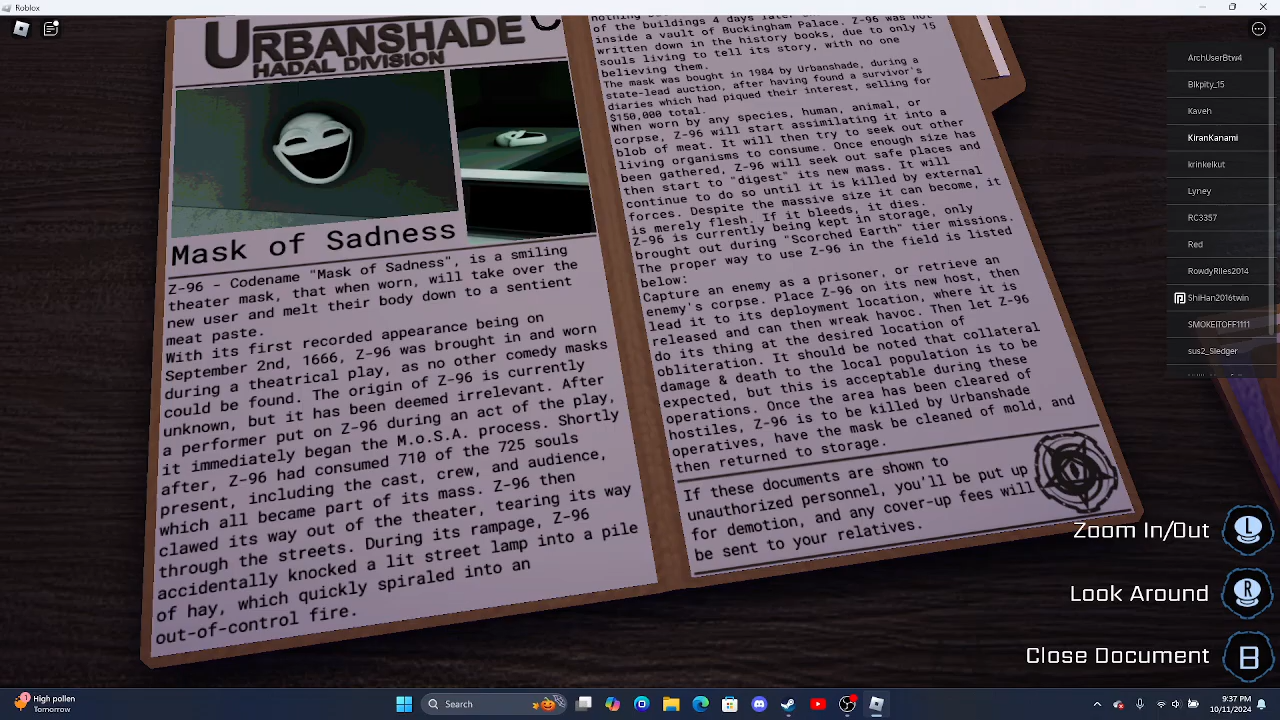 Roblox
URBANSHADE
HADAL DIVISION
Mask of Sadness
Z-96 - Codename "Mask of Sadness", is a smiling
theater mask, that when worn, will take over the
new user and melt their body down to a sentient
meat paste.
With its first recorded appearance being on
September 2nd, 1666, Z-96 was brought in and worn
during a theatrical play, as no other comedy masks
could be found. The origin of Z-96 is currently
unknown, but it has been deemed irrelevant. After
a performer put on Z-96 during an act of the play,
it immediately began the M.o.S.A. process. Shortly
after, Z-96 had consumed 710 of the 725 souls
present, including the cast, crew, and audience,
which all became part of its mass. Z-96 then
clawed its way out of the theater, tearing its way
through the streets. During its rampage, Z-96
accidentally knocked a lit street lamp into a pile
of hay, which quickly spiraled into an
out-of-control fire.
of the buildings 4 days later
inside a vault of Buckingham Palace. Z-96 was not
written down in the history books, due to only 15
souls living to tell its story, with no one
believing them.
The mask was bought in 1984 by Urbanshade, during a
state-lead auction, after having found a survivor's
diaries which had piqued their interest, selling for
$150,000 total.
When worn by any species, human, animal, or
corpse, Z-96 will start assimilating it into a
blob of meat. It will then try to seek out other
living organisms to consume. Once enough size has
been gathered, Z-96 will seek out safe places and
then start to "digest" its new mass. It will
continue to do so until it is killed by external
forces. Despite the massive size it can become, it
is merely flesh. If it bleeds, it dies.
Z-96 is currently being kept in storage, only
brought out during "Scorched Earth" tier missions.
The proper way to use Z-96 in the field is listed
below:
Capture an enemy as a prisoner, or retrieve an
enemy's corpse. Place Z-96 on its new host, then
lead it to its deployment location, where it is
released and can then wreak havoc. Then let Z-96
do its thing at the desired location of
obliteration. It should be noted that collateral
damage & death to the local population is to be
expected, but this is acceptable during these
operations. Once the area has been cleared of
hostiles, Z-96 is to be killed by Urbanshade
operatives, have the mask be cleaned of mold, and
then returned to storage.
If these documents are shown to
unauthorized personnel, you'll be put up
for demotion, and any cover-up fees will
be sent to your relatives.
ArchUserBtw4
Blkpity_15
Kaveh
KiranKanami
krinkelkut
Lyney
RC3357
Red
RowdyRiles2014
ShiHan2016twin
SMOKEITOFF1111
sus2_Sledger
Zoom In/Out
L
Look Around
R
Close Document
B
High pollen
Tomorrow
Search
9:37 PM
10/13/2024